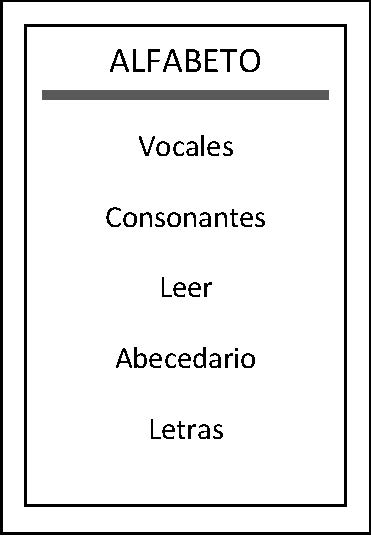 ALFABETO
Vocales
Consonantes
Leer
Abecedario
Letras